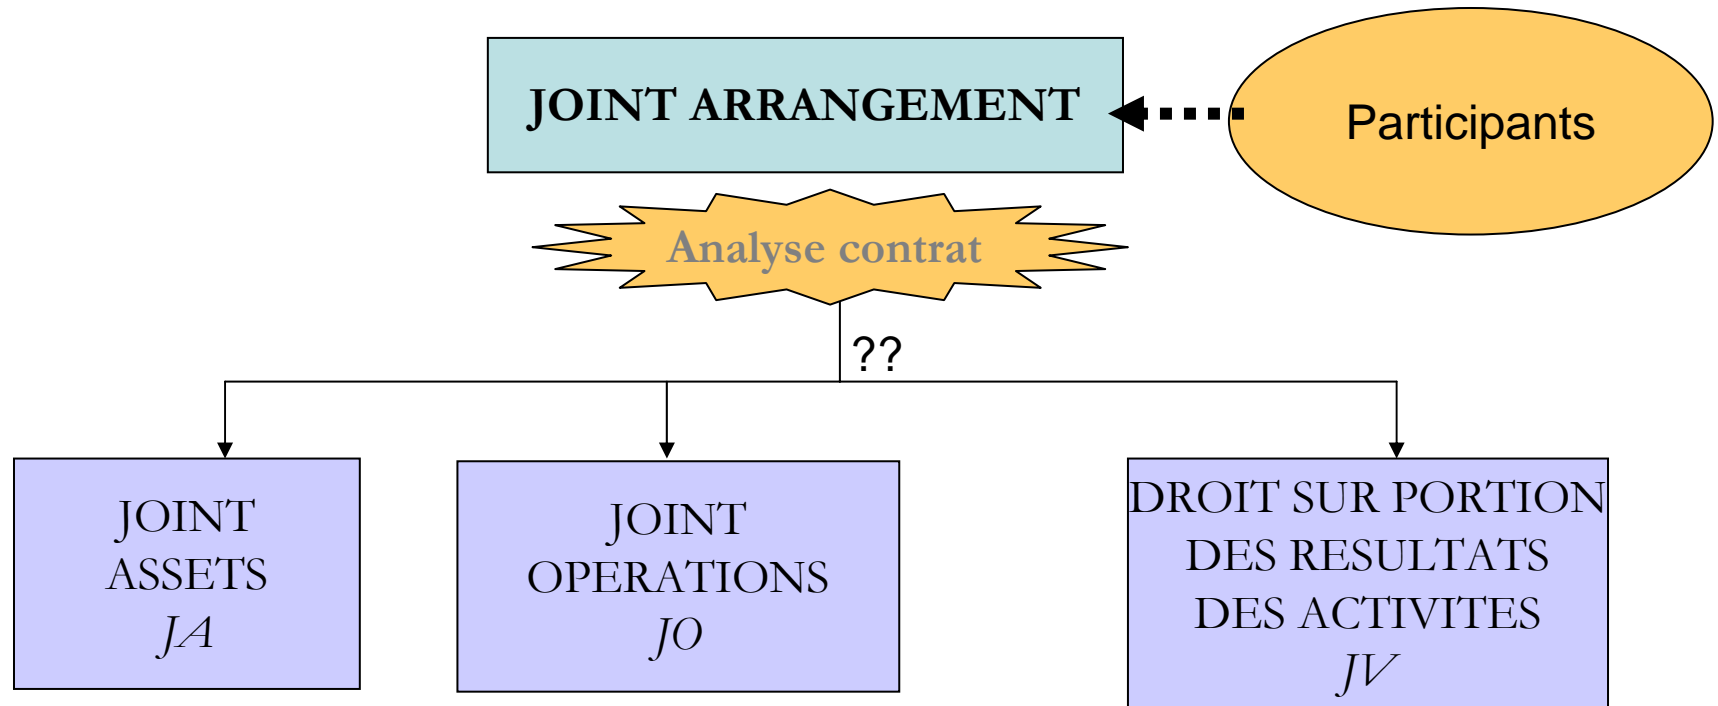 JOINT ARRANGEMENT
Participants
Analyse contrat
??
JOINT
ASSETS
JA
JOINT
OPERATIONS
JO
DROIT SUR PORTION
DES RESULTATS
DES ACTIVITES
JV